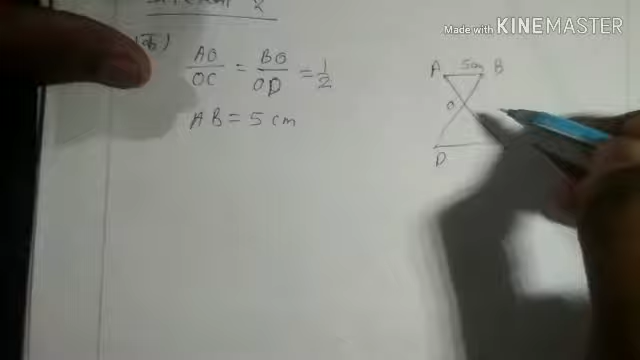 Made with KINEMASTER
(क)
AO/OC = BO/OD = 1/2
AB = 5 cm
A 5cm B
O
D